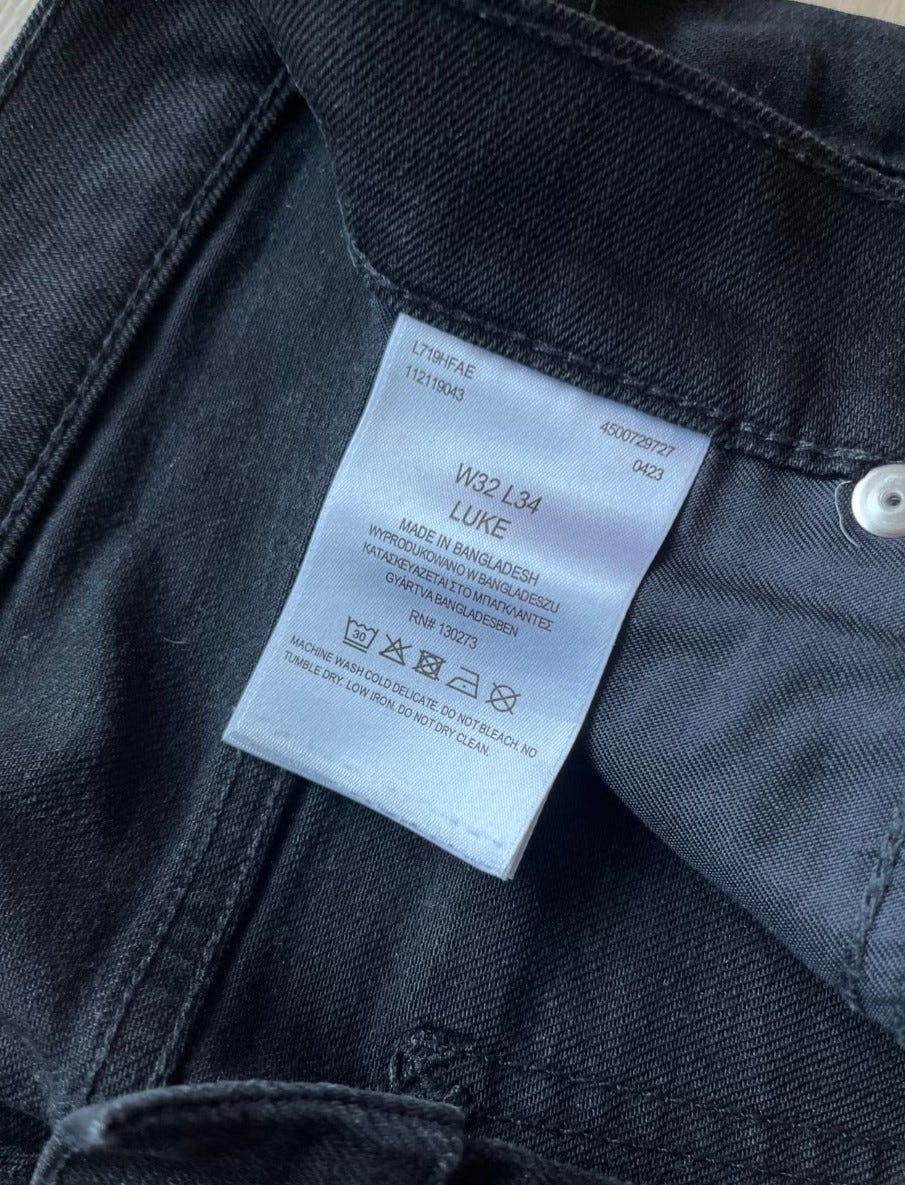 L719HFAE
112119043
4500729727
0423
W32 L34
LUKE
MADE IN BANGLADESH
WYPRODUKOWANO W BANGLADESZU
ΚΑΤΑΣΚΕΥΑΖΕΤΑΙ ΣΤΟ ΜΠΑΓΚΛΑΝΤΕΣ
GYÁRTVA BANGLADESBEN
RN# 130273
30
MACHINE WASH COLD DELICATE. DO NOT BLEACH. NO
TUMBLE DRY. LOW IRON. DO NOT DRY CLEAN.